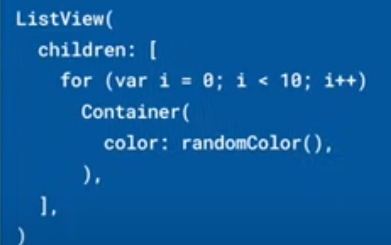 ListView(
  children: [
    for (var i = 0; i < 10; i++)
      Container(
        color: randomColor(),
      ),
  ],
)